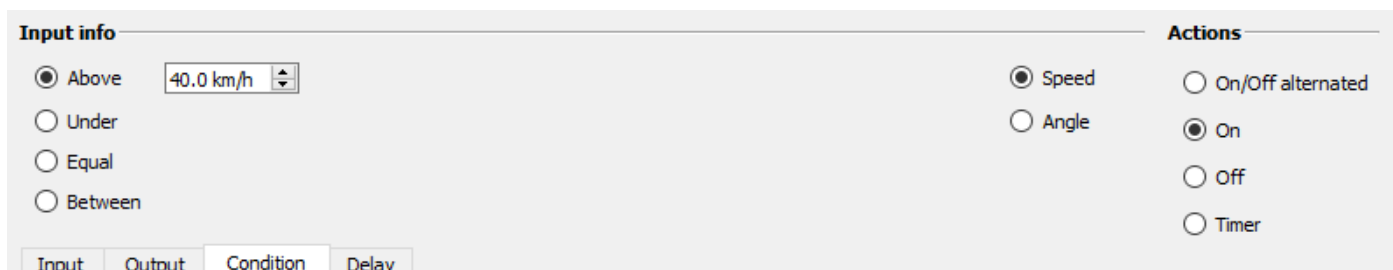 Input info
Actions
Above 40.0 km/h
Speed
On/Off alternated
Under
Angle
On
Equal
Off
Between
Timer
Input Output Condition Delay